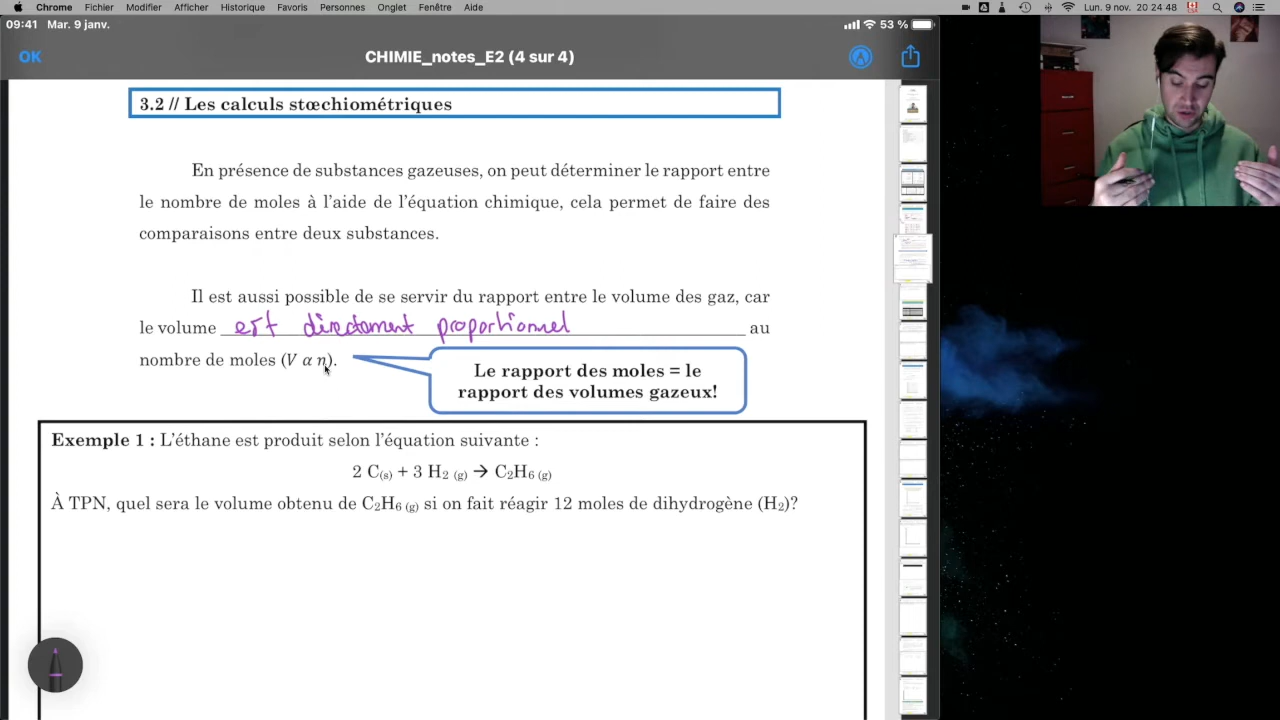 Chrome Fichier Modifier Afficher Historique Favoris Personnes Onglet Fenêtre Aide Lun. 9 nov. 20 24 48
09:41 Mar. 9 janv. 53 %
OK CHIMIE_notes_E2 (4 sur 4)
3.2 // Les calculs stœchiométriques
En présence de substances gazeuses, on peut déterminer le rapport entre
le nombre de moles à l'aide de l'équation chimique, cela permet de faire des
comparaisons entre les substances.
aussi possible de se servir du rapport entre le volume des gaz, car
le volume est directement proportionnel au
nombre de moles (V α n).
Le rapport des moles = le
rapport des volumes gazeux!
Exemple 1 : L'éthane est produit selon l'équation suivante :
2 C(s) + 3 H2 (g) → C2H6 (g)
À TPN, quel sera le volume produit de C2H6 (g) si on fait réagir 12 moles de dihydrogène (H2)?